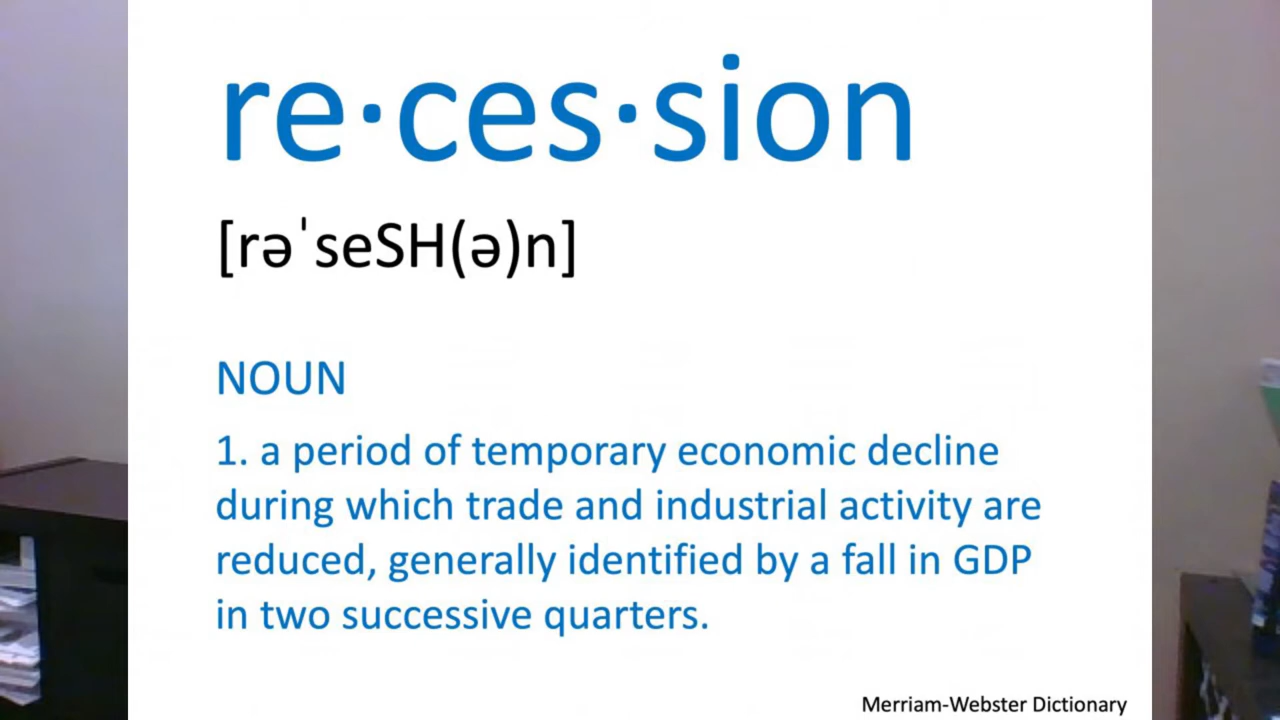 re·ces·sion
[rəˈseSH(ə)n]
NOUN
1. a period of temporary economic decline
during which trade and industrial activity are
reduced, generally identified by a fall in GDP
in two successive quarters.
Merriam-Webster Dictionary